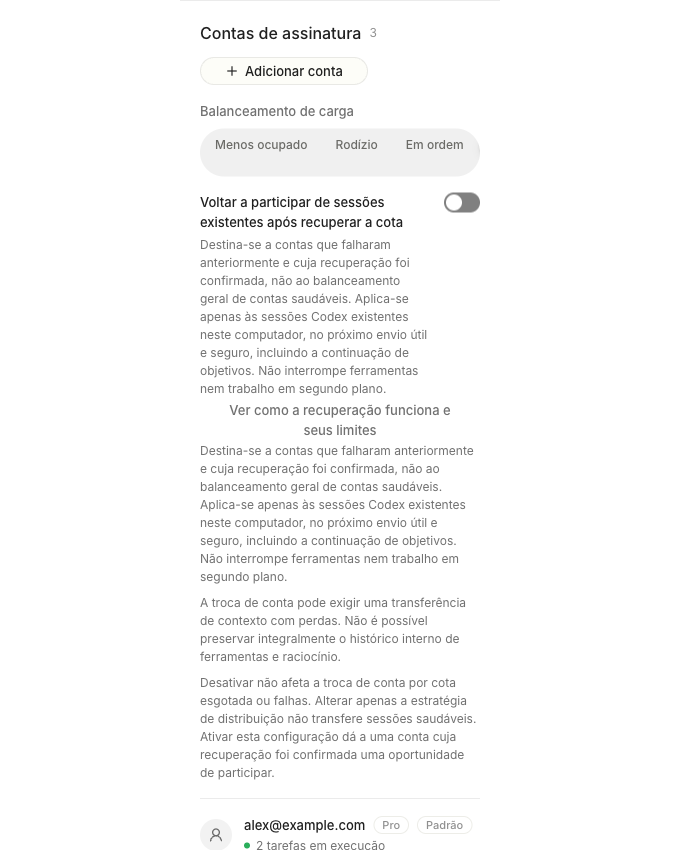 Contas de assinatura 3
+ Adicionar conta
Balanceamento de carga
Menos ocupado Rodízio Em ordem
Voltar a participar de sessões
existentes após recuperar a cota
Destina-se a contas que falharam
anteriormente e cuja recuperação foi
confirmada, não ao balanceamento
geral de contas saudáveis. Aplica-se
apenas às sessões Codex existentes
neste computador, no próximo envio útil
e seguro, incluindo a continuação de
objetivos. Não interrompe ferramentas
nem trabalho em segundo plano.
Ver como a recuperação funciona e
seus limites
Destina-se a contas que falharam anteriormente
e cuja recuperação foi confirmada, não ao
balanceamento geral de contas saudáveis.
Aplica-se apenas às sessões Codex existentes
neste computador, no próximo envio útil e
seguro, incluindo a continuação de objetivos.
Não interrompe ferramentas nem trabalho em
segundo plano.
A troca de conta pode exigir uma transferência
de contexto com perdas. Não é possível
preservar integralmente o histórico interno de
ferramentas e raciocínio.
Desativar não afeta a troca de conta por cota
esgotada ou falhas. Alterar apenas a estratégia
de distribuição não transfere sessões saudáveis.
Ativar esta configuração dá a uma conta cuja
recuperação foi confirmada uma oportunidade
de participar.
alex@example.com Pro Padrão
2 tarefas em execução